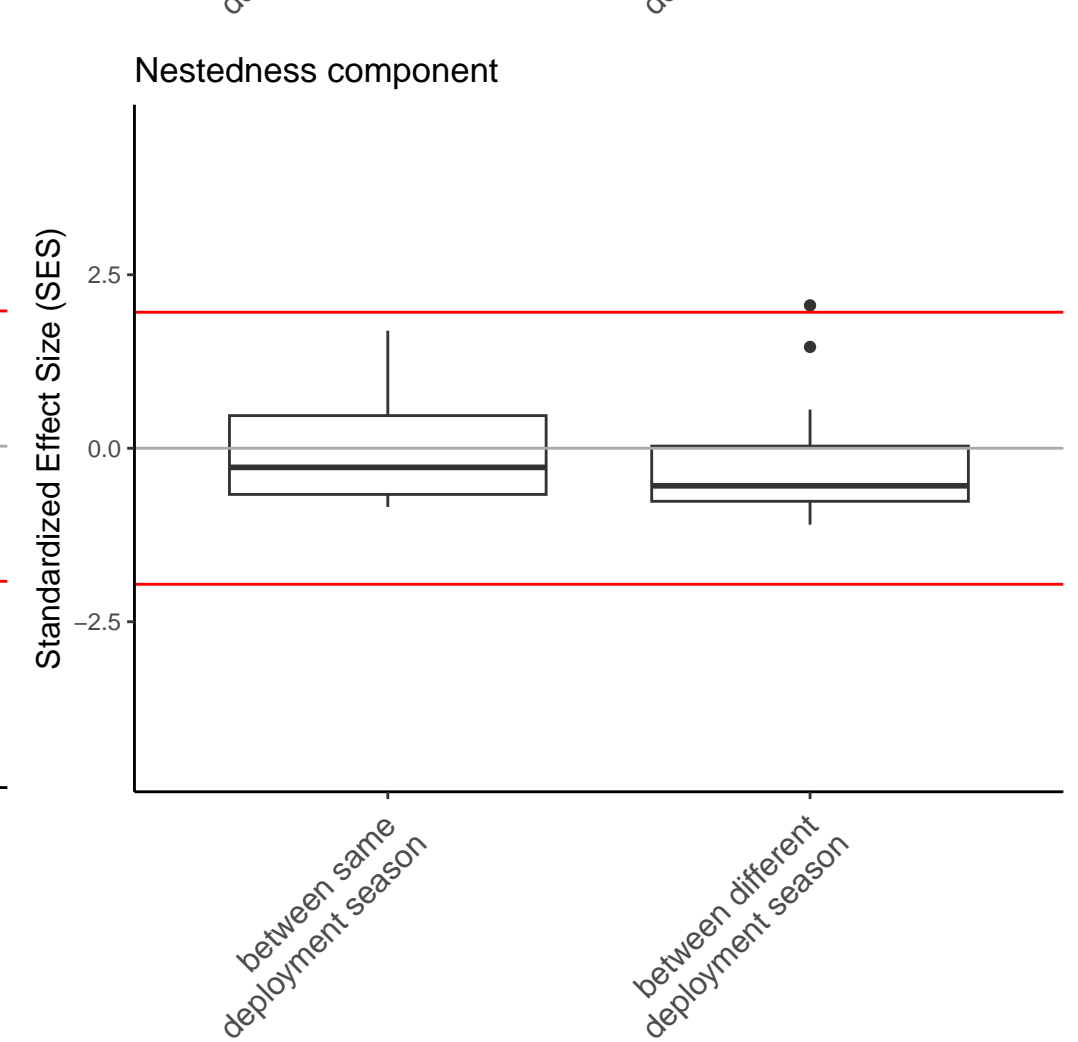 Nestedness component
Standardized Effect Size (SES)
2.5
0.0
−2.5
between same
deployment season
between different
deployment season